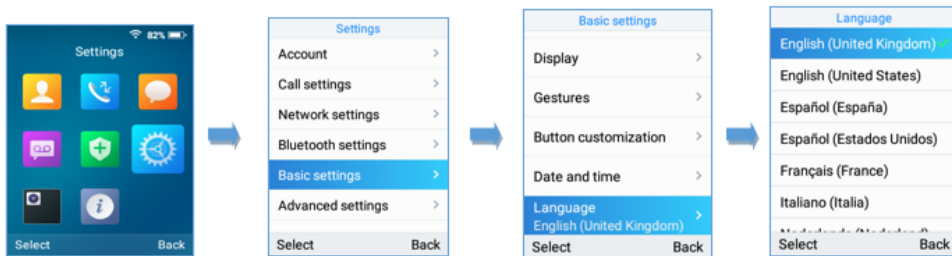 82%
Settings
Select Back
Settings
Account
Call settings
Network settings
Bluetooth settings
Basic settings
Advanced settings
Select Back
Basic settings
Display
Gestures
Button customization
Date and time
Language
English (United Kingdom)
Select Back
Language
English (United Kingdom)
English (United States)
Español (España)
Español (Estados Unidos)
Français (France)
Italiano (Italia)
Select Back